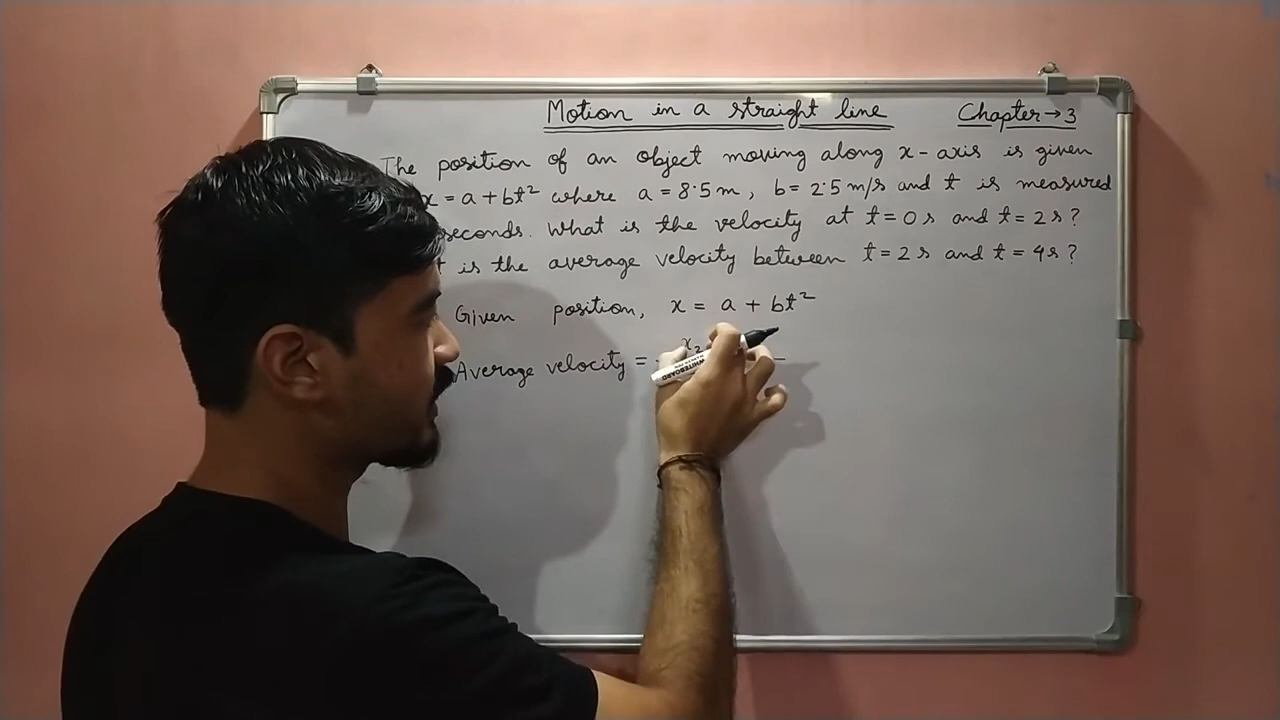 Motion in a straight line Chapter→3
The position of an object moving along x-axis is given
x = a + bt² where a = 8.5 m, b = 2.5 m/s and t is measured
seconds. What is the velocity at t = 0 s and t = 2 s?
is the average velocity between t = 2 s and t = 4 s?
Given position, x = a + bt²
Average velocity = x₂
WHITEBOARD